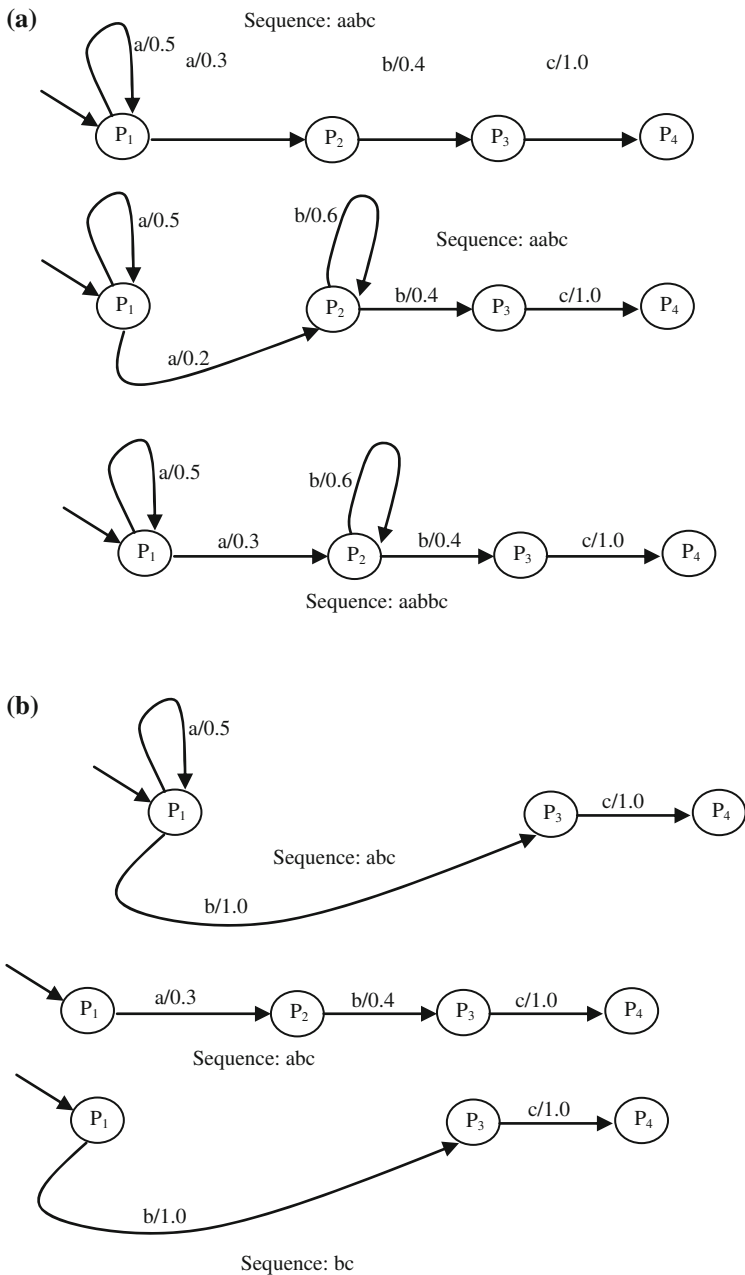 (a)
Sequence: aabc
a/0.5
a/0.3
b/0.4
c/1.0
P1
P2
P3
P4
a/0.5
b/0.6
Sequence: aabc
P1
P2
b/0.4
P3
c/1.0
P4
a/0.2
a/0.5
b/0.6
P1
a/0.3
P2
b/0.4
P3
c/1.0
P4
Sequence: aabbc
(b)
a/0.5
P1
P3
c/1.0
P4
Sequence: abc
b/1.0
P1
a/0.3
P2
b/0.4
P3
c/1.0
P4
Sequence: abc
P1
P3
c/1.0
P4
b/1.0
Sequence: bc